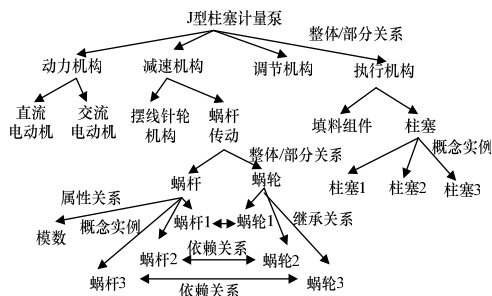 J型柱塞计量泵
整体/部分关系
动力机构
减速机构
调节机构
执行机构
直流
电动机
交流
电动机
摆线针轮
机构
蜗杆
传动
填料组件
柱塞
概念实例
整体/部分关系
柱塞1
柱塞2
柱塞3
蜗杆
蜗轮
属性关系
继承关系
模数
概念实例
蜗杆1
蜗轮1
依赖关系
蜗杆2
蜗轮2
蜗杆3
蜗轮3
依赖关系